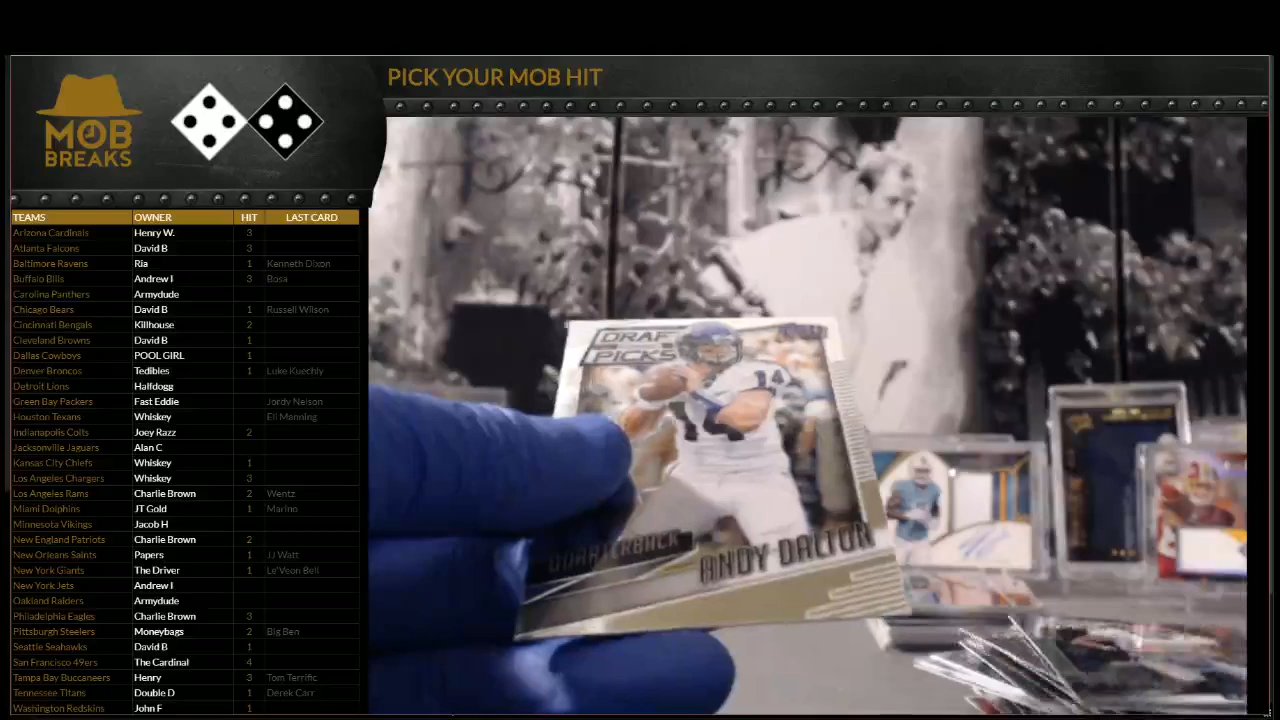 PICK YOUR MOB HIT
MOB
BREAKS
TEAMS OWNER HIT LAST CARD
Arizona Cardinals Henry W. 3
Atlanta Falcons David B 3
Baltimore Ravens Ria 1 Kenneth Dixon
Buffalo Bills Andrew I 3 Bosa
Carolina Panthers Armydude
Chicago Bears David B 1 Russell Wilson
Cincinnati Bengals Killhouse 2
Cleveland Browns David B 1
Dallas Cowboys POOL GIRL 1
Denver Broncos Tedibles 1 Luke Kuechly
Detroit Lions Halfdogg
Green Bay Packers Fast Eddie Jordy Nelson
Houston Texans Whiskey Eli Manning
Indianapolis Colts Joey Razz 2
Jacksonville Jaguars Alan C
Kansas City Chiefs Whiskey 1
Los Angeles Chargers Whiskey 3
Los Angeles Rams Charlie Brown 2 Wentz
Miami Dolphins JT Gold 1 Marino
Minnesota Vikings Jacob H
New England Patriots Charlie Brown 2
New Orleans Saints Papers 1 JJ Watt
New York Giants The Driver 1 Le'Veon Bell
New York Jets Andrew I
Oakland Raiders Armydude
Philadelphia Eagles Charlie Brown 3
Pittsburgh Steelers Moneybags 2 Big Ben
Seattle Seahawks David B 1
San Francisco 49ers The Cardinal 4
Tampa Bay Buccaneers Henry 3 Tom Terrific
Tennessee Titans Double D 1 Derek Carr
Washington Redskins John F 1
DRAF
PICKS
14
QUARTERBACK ANDY DALTON